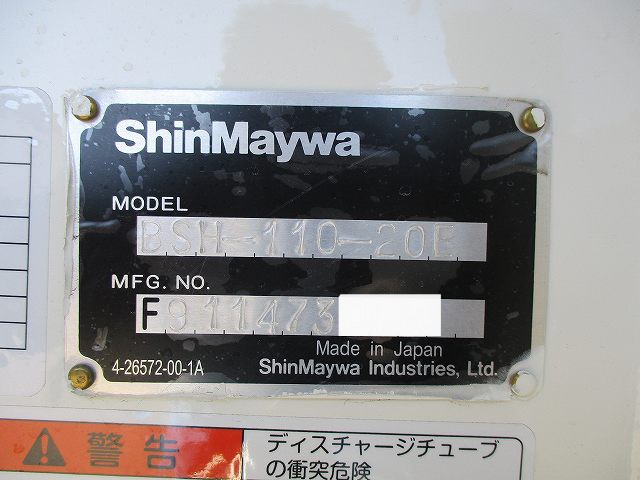 ShinMaywa
MODEL
BSH-110-20E
MFG. NO.
F911473
Made in Japan
4-26572-00-1A
ShinMaywa Industries, Ltd.
警告
ディスチャージチューブ
の衝突危険